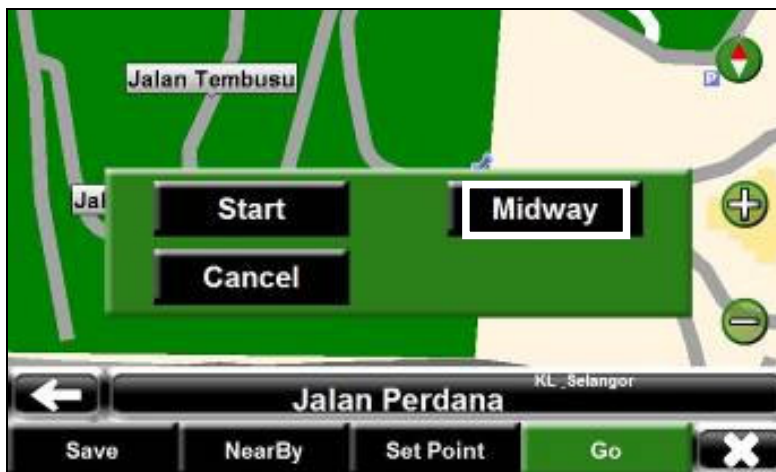 Jalan Tembusu
Jal
Start
Midway
Cancel
KL_Selangor
Jalan Perdana
Save
NearBy
Set Point
Go